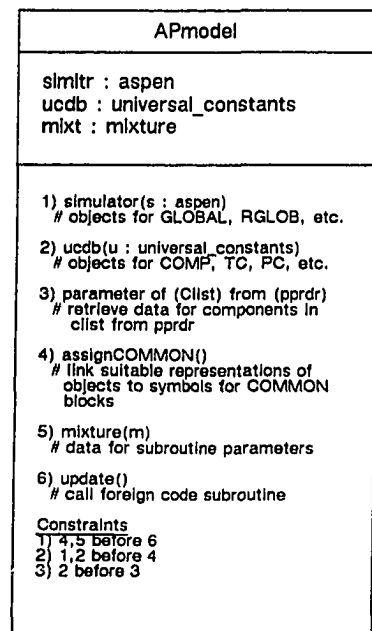 APmodel
simltr : aspen
ucdb : universal_constants
mixt : mixture
1) simulator(s : aspen)
# objects for GLOBAL, RGLOB, etc.
2) ucdb(u : universal_constants)
# objects for COMP, TC, PC, etc.
3) parameter of (Clist) from (pprdr)
# retrieve data for components in
clist from pprdr
4) assignCOMMON()
# link suitable representations of
objects to symbols for COMMON
blocks
5) mixture(m)
# data for subroutine parameters
6) update()
# call foreign code subroutine
Constraints
1) 4,5 before 6
2) 1,2 before 4
3) 2 before 3